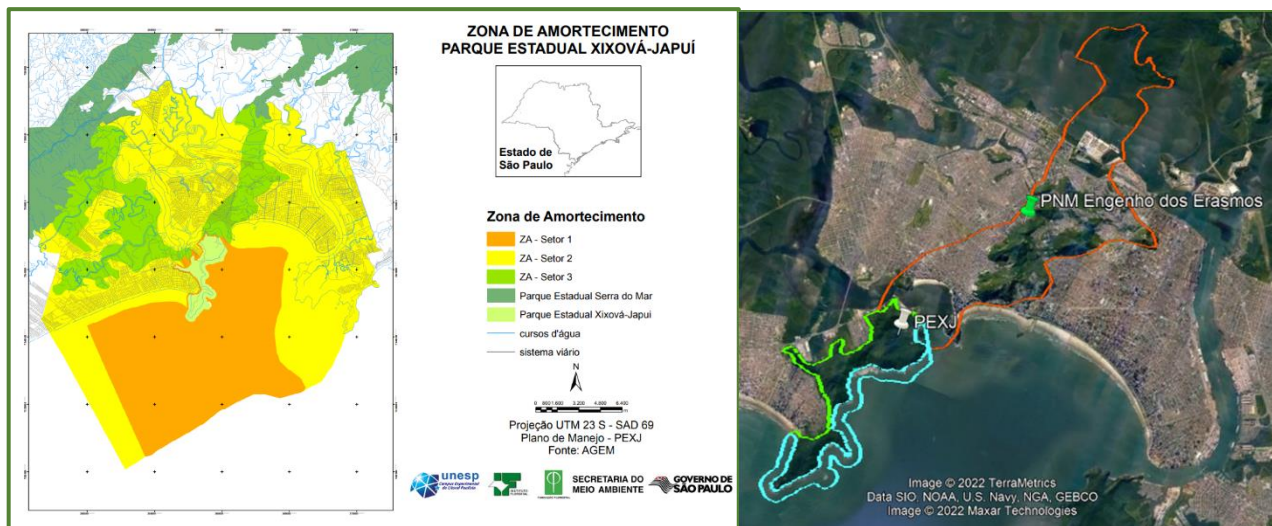 ZONA DE AMORTECIMENTO
PARQUE ESTADUAL XIXOVÁ-JAPUÍ
Estado de
São Paulo
Zona de Amortecimento
ZA - Setor 1
ZA - Setor 2
ZA - Setor 3
Parque Estadual Serra do Mar
Parque Estadual Xixová-Japui
cursos d'água
sistema viário
N
Projeção UTM 23 S - SAD 69
Plano de Manejo - PEXJ
Fonte: AGEM
unesp
SECRETARIA DO
MEIO AMBIENTE
GOVERNO DE
SÃO PAULO
PNM Engenho dos Erasmos
PEXJ
Image © 2022 TerraMetrics
Data SIO, NOAA, U.S. Navy, NGA, GEBCO
Image © 2022 Maxar Technologies